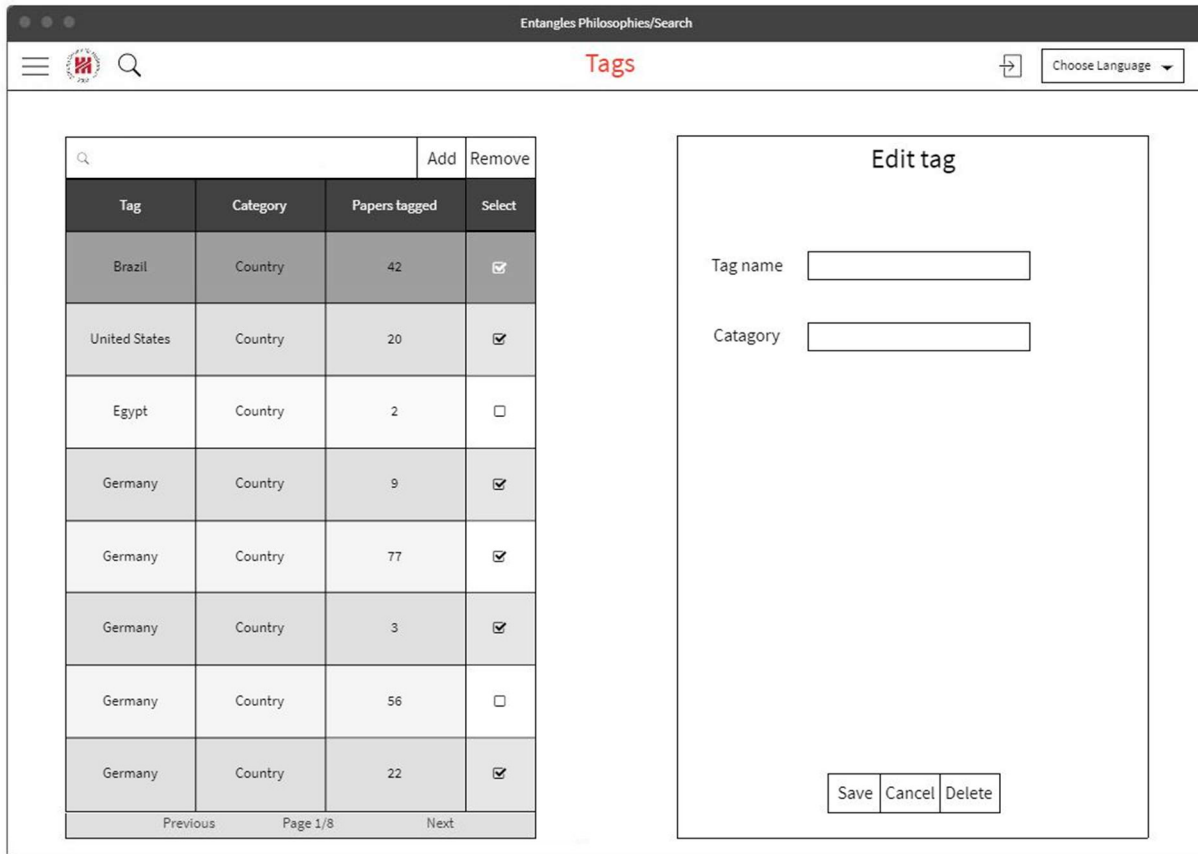 Entangles Philosophies/Search
Tags
Choose Language
Add Remove
Tag Category Papers tagged Select
Brazil Country 42
United States Country 20
Egypt Country 2
Germany Country 9
Germany Country 77
Germany Country 3
Germany Country 56
Germany Country 22
Previous Page 1/8 Next
Edit tag
Tag name
Catagory
Save Cancel Delete